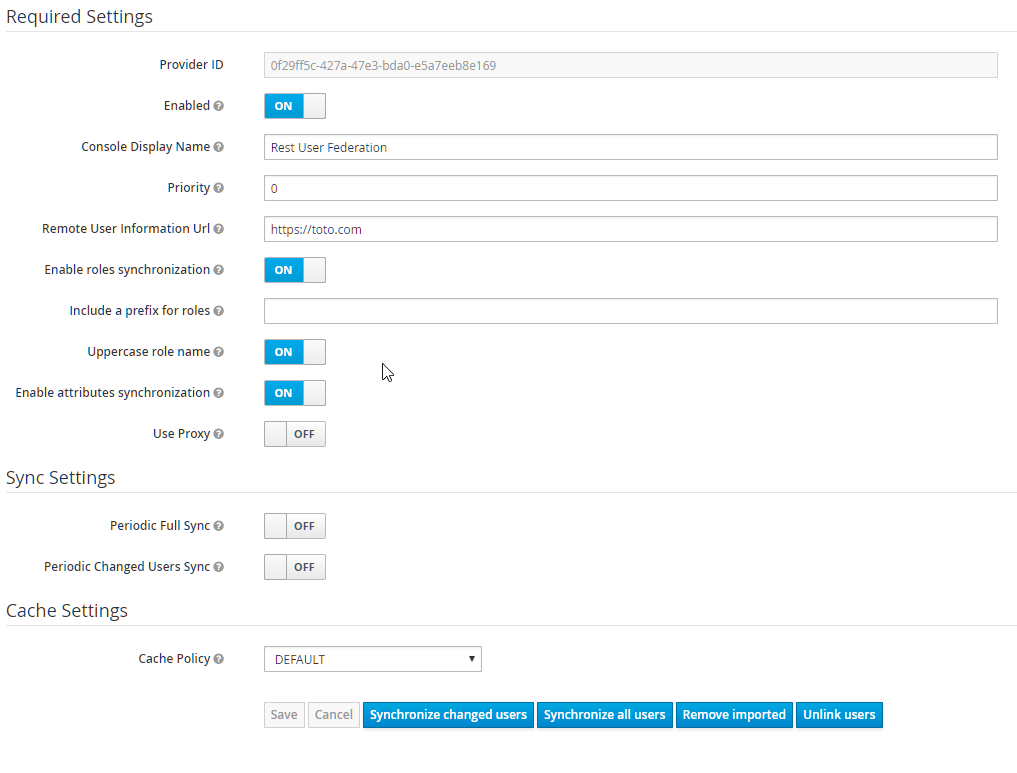 Required Settings
Provider ID 0f29ff5c-427a-47e3-bda0-e5a7eeb8e169
Enabled ON
Console Display Name Rest User Federation
Priority 0
Remote User Information Url https://toto.com
Enable roles synchronization ON
Include a prefix for roles
Uppercase role name ON
Enable attributes synchronization ON
Use Proxy OFF
Sync Settings
Periodic Full Sync OFF
Periodic Changed Users Sync OFF
Cache Settings
Cache Policy DEFAULT
Save Cancel Synchronize changed users Synchronize all users Remove imported Unlink users